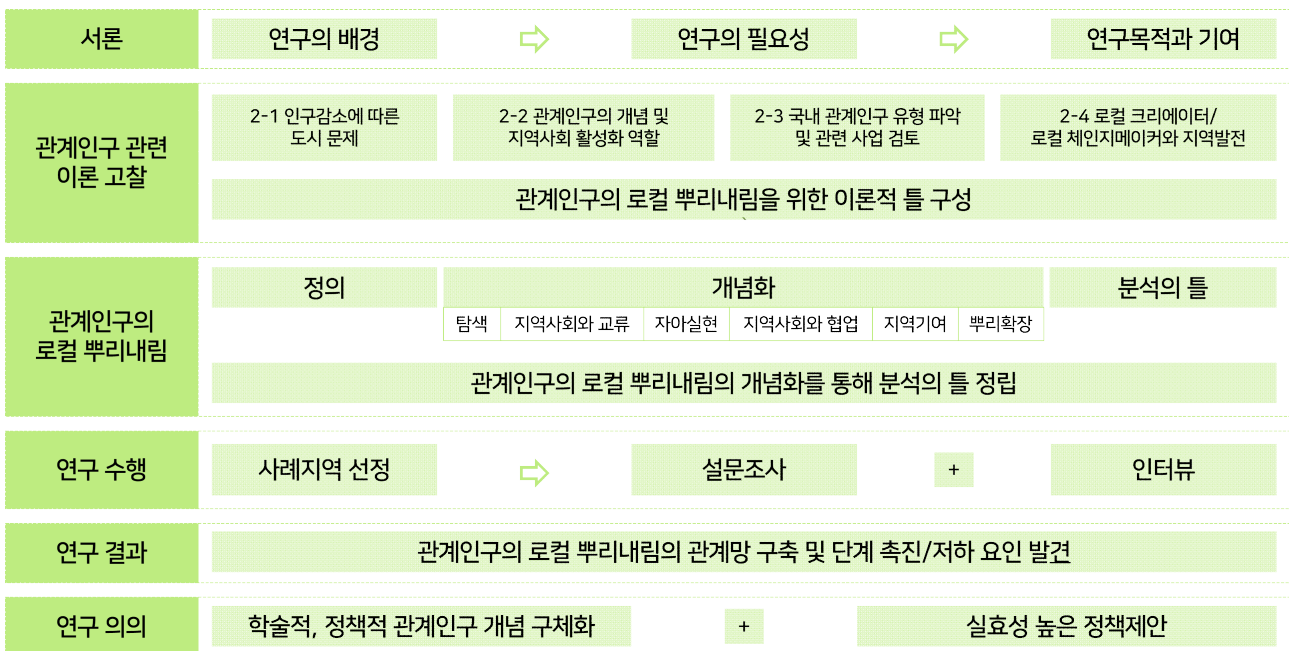 서론
연구의 배경
연구의 필요성
연구목적과 기여
관계인구 관련
이론 고찰
2-1 인구감소에 따른
도시 문제
2-2 관계인구의 개념 및
지역사회 활성화 역할
2-3 국내 관계인구 유형 파악
및 관련 사업 검토
2-4 로컬 크리에이터/
로컬 체인지메이커와 지역발전
관계인구의 로컬 뿌리내림을 위한 이론적 틀 구성
관계인구의
로컬 뿌리내림
정의
개념화
분석의 틀
탐색
지역사회와 교류
자아실현
지역사회와 협업
지역기여
뿌리확장
관계인구의 로컬 뿌리내림의 개념화를 통해 분석의 틀 정립
연구 수행
사례지역 선정
설문조사
+
인터뷰
연구 결과
관계인구의 로컬 뿌리내림의 관계망 구축 및 단계 촉진/저하 요인 발견
연구 의의
학술적, 정책적 관계인구 개념 구체화
+
실효성 높은 정책제안